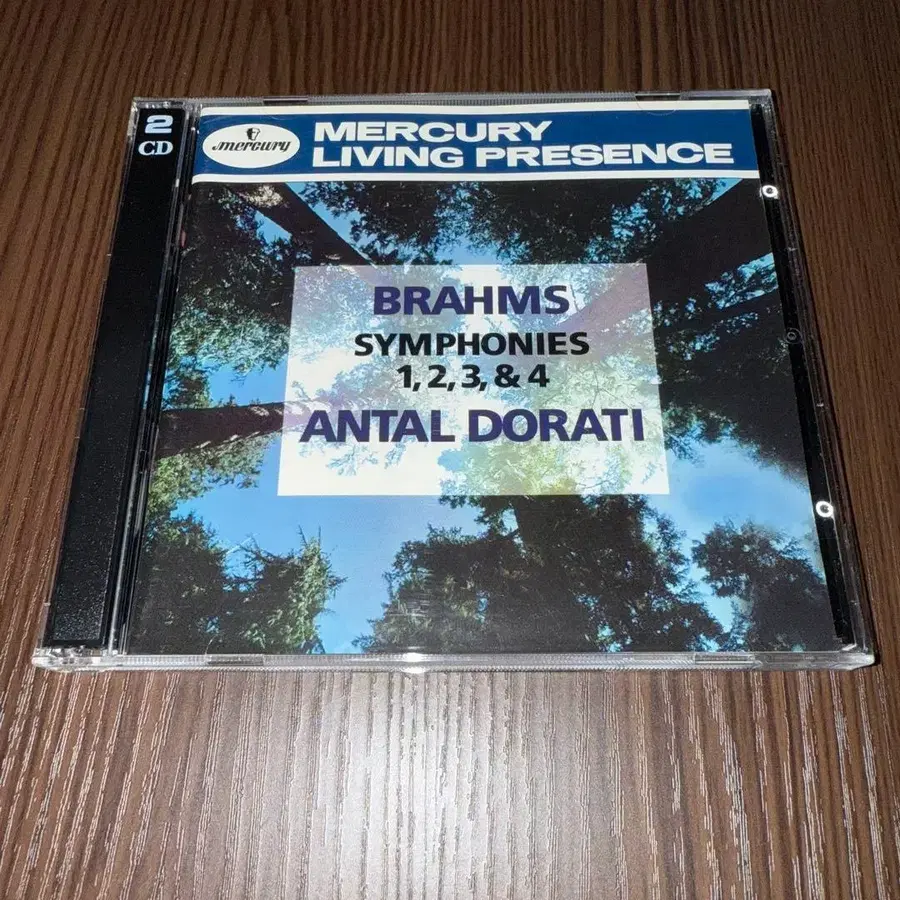 2
CD
mercury
MERCURY
LIVING PRESENCE
BRAHMS
SYMPHONIES
1, 2, 3, & 4
ANTAL DORATI